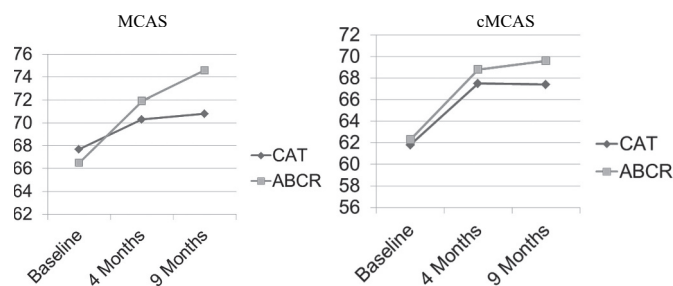 MCAS
76
74
72
70
68
66
64
62
Baseline
4 Months
9 Months
CAT
ABCR
cMCAS
72
70
68
66
64
62
60
58
56
Baseline
4 Months
9 Months
CAT
ABCR